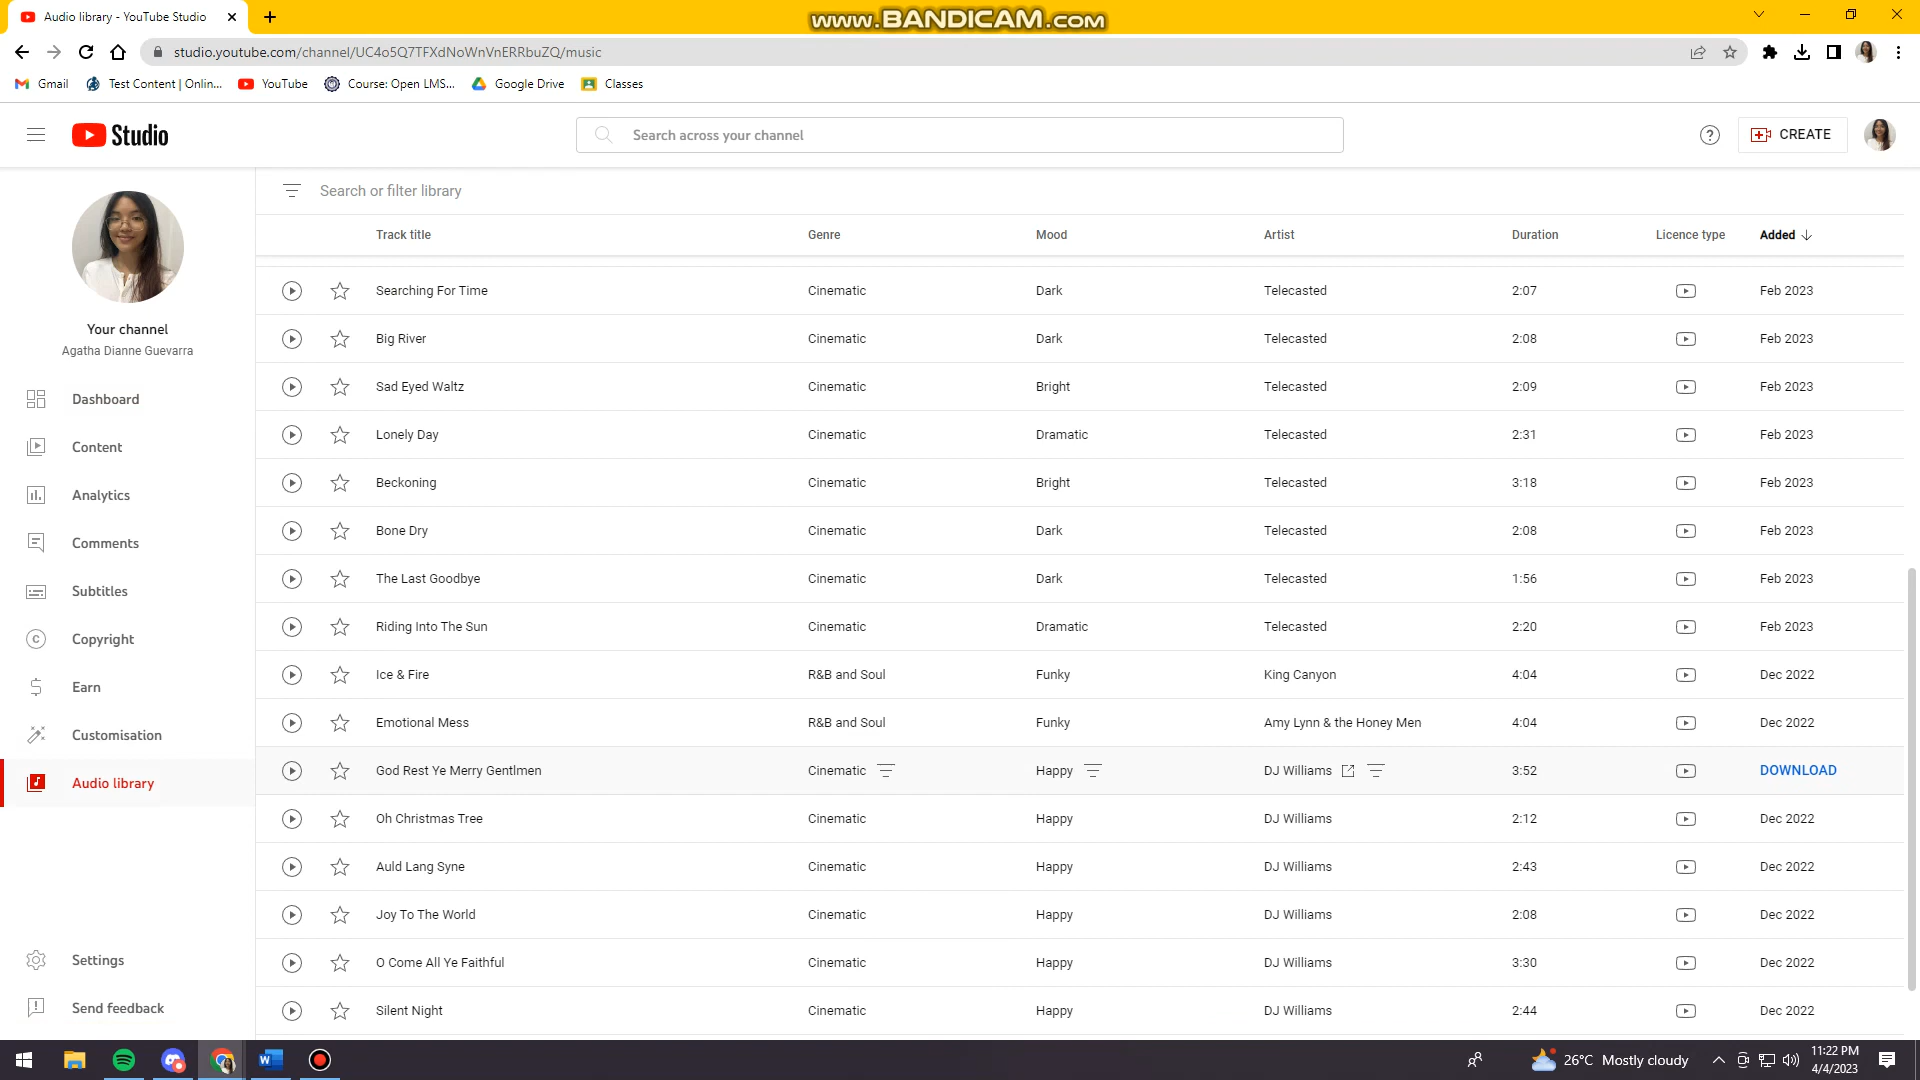 Audio library - YouTube Studio
www.BANDICAM.com
studio.youtube.com/channel/UC4o5Q7TFXdNoWnVnERRbuZQ/music
Gmail Test Content | Onlin... YouTube Course: Open LMS... Google Drive Classes
Studio Search across your channel CREATE
Your channel
Agatha Dianne Guevarra
Dashboard
Content
Analytics
Comments
Subtitles
Copyright
Earn
Customisation
Audio library
Settings
Send feedback
Search or filter library
Track title Genre Mood Artist Duration Licence type Added
Searching For Time Cinematic Dark Telecasted 2:07 Feb 2023
Big River Cinematic Dark Telecasted 2:08 Feb 2023
Sad Eyed Waltz Cinematic Bright Telecasted 2:09 Feb 2023
Lonely Day Cinematic Dramatic Telecasted 2:31 Feb 2023
Beckoning Cinematic Bright Telecasted 3:18 Feb 2023
Bone Dry Cinematic Dark Telecasted 2:08 Feb 2023
The Last Goodbye Cinematic Dark Telecasted 1:56 Feb 2023
Riding Into The Sun Cinematic Dramatic Telecasted 2:20 Feb 2023
Ice & Fire R&B and Soul Funky King Canyon 4:04 Dec 2022
Emotional Mess R&B and Soul Funky Amy Lynn & the Honey Men 4:04 Dec 2022
God Rest Ye Merry Gentlmen Cinematic Happy DJ Williams 3:52 DOWNLOAD
Oh Christmas Tree Cinematic Happy DJ Williams 2:12 Dec 2022
Auld Lang Syne Cinematic Happy DJ Williams 2:43 Dec 2022
Joy To The World Cinematic Happy DJ Williams 2:08 Dec 2022
O Come All Ye Faithful Cinematic Happy DJ Williams 3:30 Dec 2022
Silent Night Cinematic Happy DJ Williams 2:44 Dec 2022
26°C Mostly cloudy
11:22 PM
4/4/2023